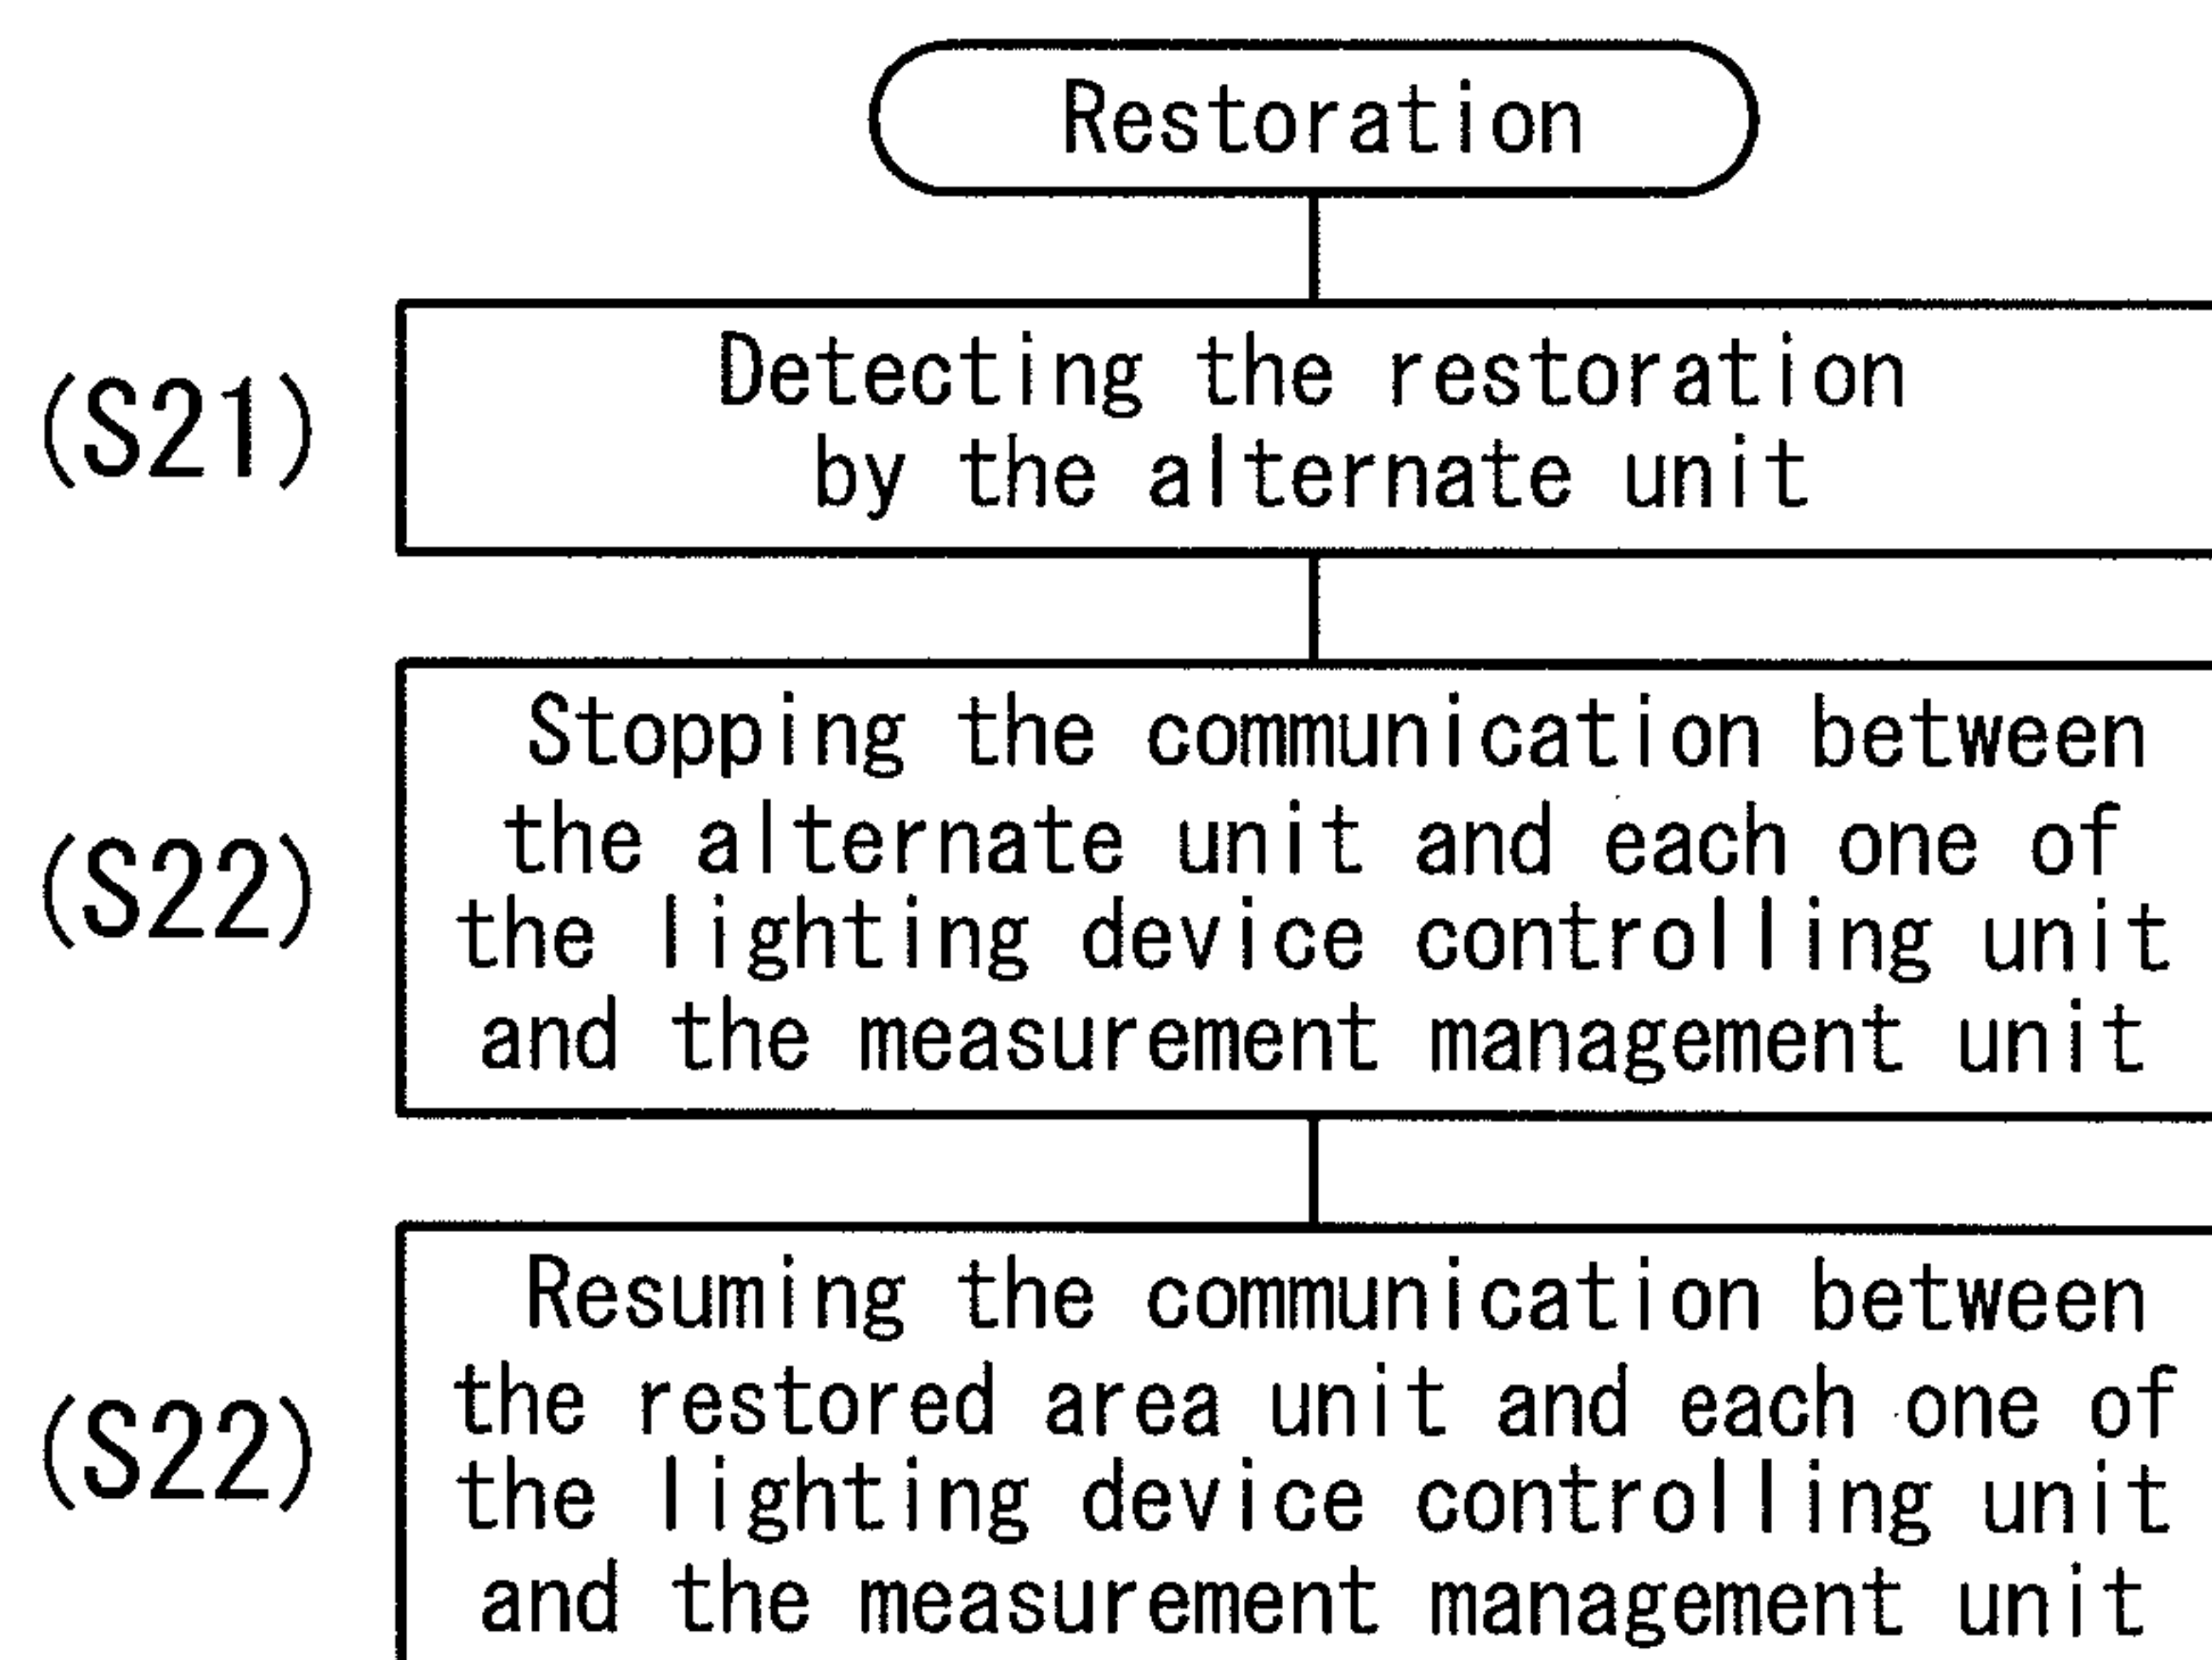 Restoration
(S21)
Detecting the restoration
by the alternate unit
(S22)
Stopping the communication between
the alternate unit and each one of
the lighting device controlling unit
and the measurement management unit
(S22)
Resuming the communication between
the restored area unit and each one of
the lighting device controlling unit
and the measurement management unit